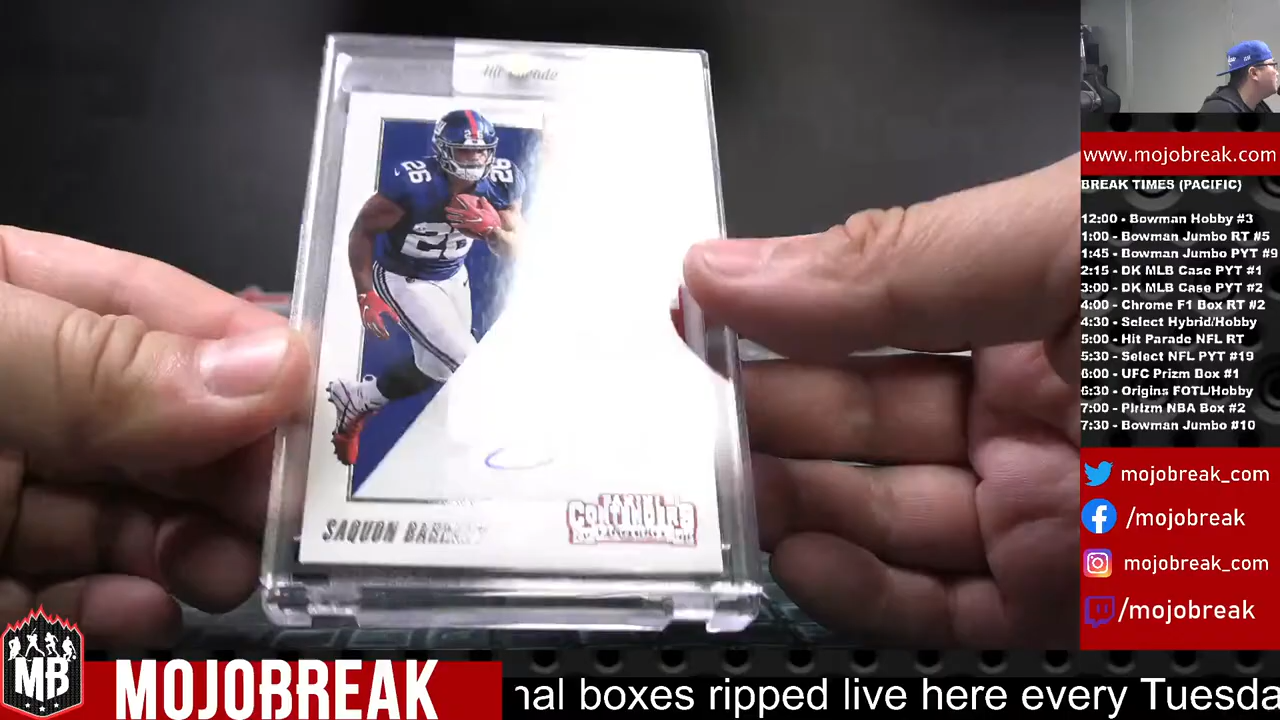 Hit Parade
26
26
26
SAQUON BARKLEY
PANINI
CONTENDERS
www.mojobreak.com
BREAK TIMES (PACIFIC)
12:00 - Bowman Hobby #3
1:00 - Bowman Jumbo RT #5
1:45 - Bowman Jumbo PYT #9
2:15 - DK MLB Case PYT #1
3:00 - DK MLB Case PYT #2
4:00 - Chrome F1 Box RT #2
4:30 - Select Hybrid/Hobby
5:00 - Hit Parade NFL RT
5:30 - Select NFL PYT #19
6:00 - UFC Prizm Box #1
6:30 - Origins FOTL/Hobby
7:00 - Pirizm NBA Box #2
7:30 - Bowman Jumbo #10
mojobreak_com
/mojobreak
mojobreak_com
/mojobreak
MB
MOJOBREAK
nal boxes ripped live here every Tuesda